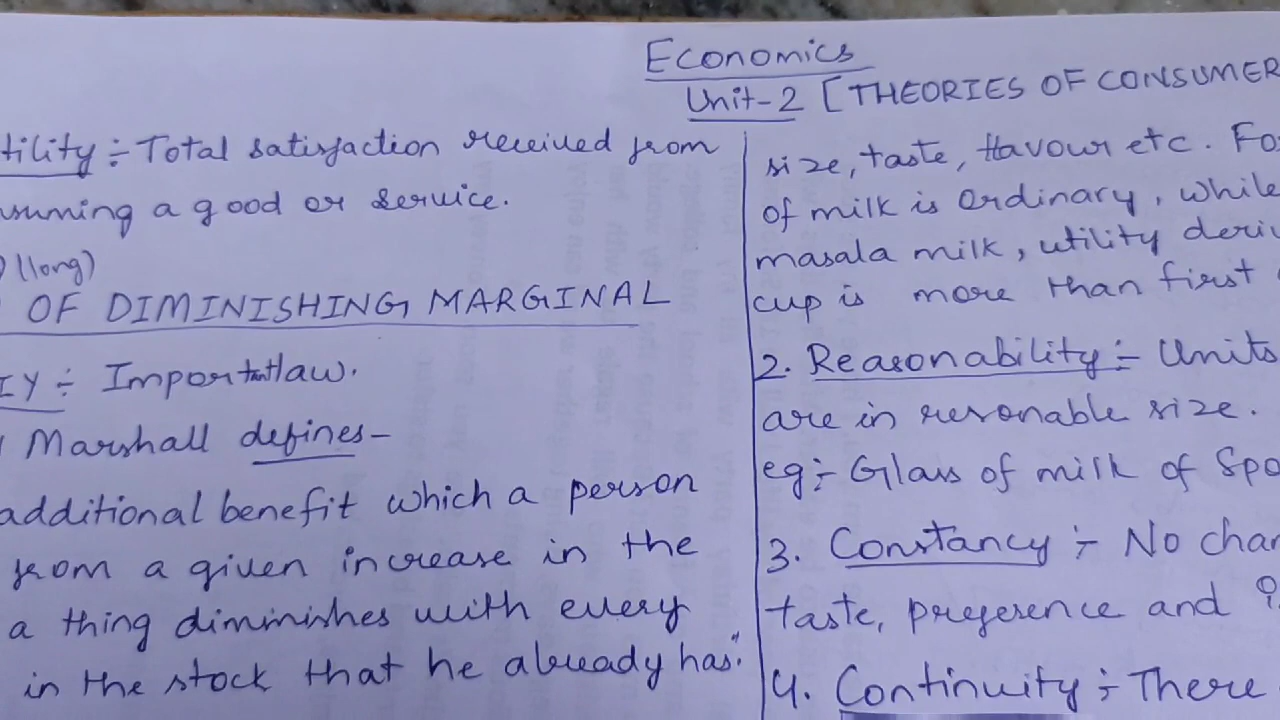 Economics
Unit-2 [THEORIES OF CONSUMER
tility :- Total satisfaction received from
suming a good or service.
) (long)
OF DIMINISHING MARGINAL
IY :- Important law.
Marshall defines-
additional benefit which a person
from a given increase in the
a thing diminishes with every
in the stock that he already has."
size, taste, flavour etc. Fo
of milk is ordinary, while
masala milk, utility deri
cup is more than first
2. Reasonability :- Units
are in resonable size.
eg :- Glass of milk of Spo
3. Constancy :- No chan
taste, preference and
4. Continuity :- There